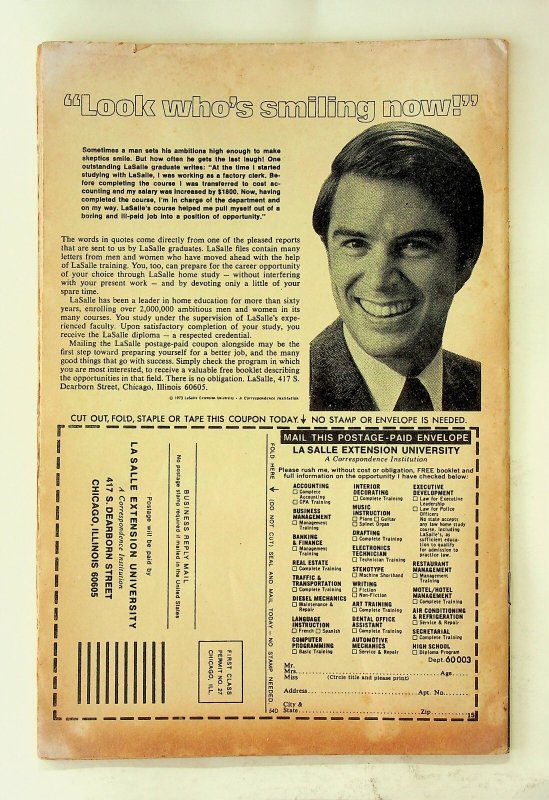 “Look who's smiling now!”
Sometimes a man sets his ambitions high enough to make
skeptics smile. But how often he gets the last laugh! One
outstanding LaSalle graduate writes: "At the time I started
studying with LaSalle, I was working as a factory clerk. Be-
fore completing the course I was transferred to cost ac-
counting and my salary was increased by $1800. Now, having
completed the course, I'm in charge of the department and
on my way. LaSalle's course helped me pull myself out of a
boring and ill-paid job into a position of opportunity."
The words in quotes come directly from one of the pleased reports
that are sent to us by LaSalle graduates. LaSalle files contain many
letters from men and women who have moved ahead with the help
of LaSalle training. You, too, can prepare for the career opportunity
of your choice through LaSalle home study — without interfering
with your present work — and by devoting only a little of your
spare time.
LaSalle has been a leader in home education for more than sixty
years, enrolling over 2,000,000 ambitious men and women in its
many courses. You study under the supervision of LaSalle's expe-
rienced faculty. Upon satisfactory completion of your study, you
receive the LaSalle diploma — a respected credential.
Mailing the LaSalle postage-paid coupon alongside may be the
first step toward preparing yourself for a better job, and the many
good things that go with success. Simply check the program in which
you are most interested, to receive a valuable free booklet describing
the opportunities in that field. There is no obligation. LaSalle, 417 S.
Dearborn Street, Chicago, Illinois 60605.
© 1973 LaSalle Extension University • A Correspondence Institution
CUT OUT, FOLD, STAPLE OR TAPE THIS COUPON TODAY ↓ NO STAMP OR ENVELOPE IS NEEDED.
FIRST CLASS
PERMIT NO. 27
CHICAGO, ILL.
BUSINESS REPLY MAIL
No postage stamp required if mailed in the United States
Postage will be paid by
LA SALLE EXTENSION UNIVERSITY
A Correspondence Institution
417 S. DEARBORN STREET
CHICAGO, ILLINOIS 60605
FOLD HERE → (DO NOT CUT) SEAL AND MAIL TODAY — NO STAMP NEEDED.
540
MAIL THIS POSTAGE-PAID ENVELOPE
LA SALLE EXTENSION UNIVERSITY
A Correspondence Institution
Please rush me, without cost or obligation, FREE booklet and
full information on the opportunity I have checked below:
ACCOUNTING
□ Complete
Accounting
□ CPA Training
BUSINESS
MANAGEMENT
□ Management
Training
BANKING
& FINANCE
□ Management
Training
REAL ESTATE
□ Complete Training
TRAFFIC &
TRANSPORTATION
□ Complete Training
DIESEL MECHANICS
□ Maintenance &
Repair
LANGUAGE
INSTRUCTION
□ French □ Spanish
COMPUTER
PROGRAMMING
□ Basic Training
INTERIOR
DECORATING
□ Complete Training
MUSIC
INSTRUCTION
□ Piano □ Guitar
□ Spinet Organ
DRAFTING
□ Complete Training
ELECTRONICS
TECHNICIAN
□ Technician Training
STENOTYPE
□ Machine Shorthand
WRITING
□ Fiction
□ Non-Fiction
ART TRAINING
□ Complete Training
DENTAL OFFICE
ASSISTANT
□ Complete Training
AUTOMOTIVE
MECHANICS
□ Service & Repair
EXECUTIVE
DEVELOPMENT
□ Law for Executive
Leadership
□ Law for Police
Officers
No state accepts
any law home study
course, including
LaSalle's, as
sufficient educa-
tion to qualify
for admission to
practice law.
RESTAURANT
MANAGEMENT
□ Management
Training
MOTEL/HOTEL
MANAGEMENT
□ Complete Training
AIR CONDITIONING
& REFRIGERATION
□ Service & Repair
SECRETARIAL
□ Complete Training
HIGH SCHOOL
□ Diploma Program
Dept. 60 003
Mr.
Mrs. Age
Miss (Circle title and please print)
Address Apt. No.
City &
State Zip 15